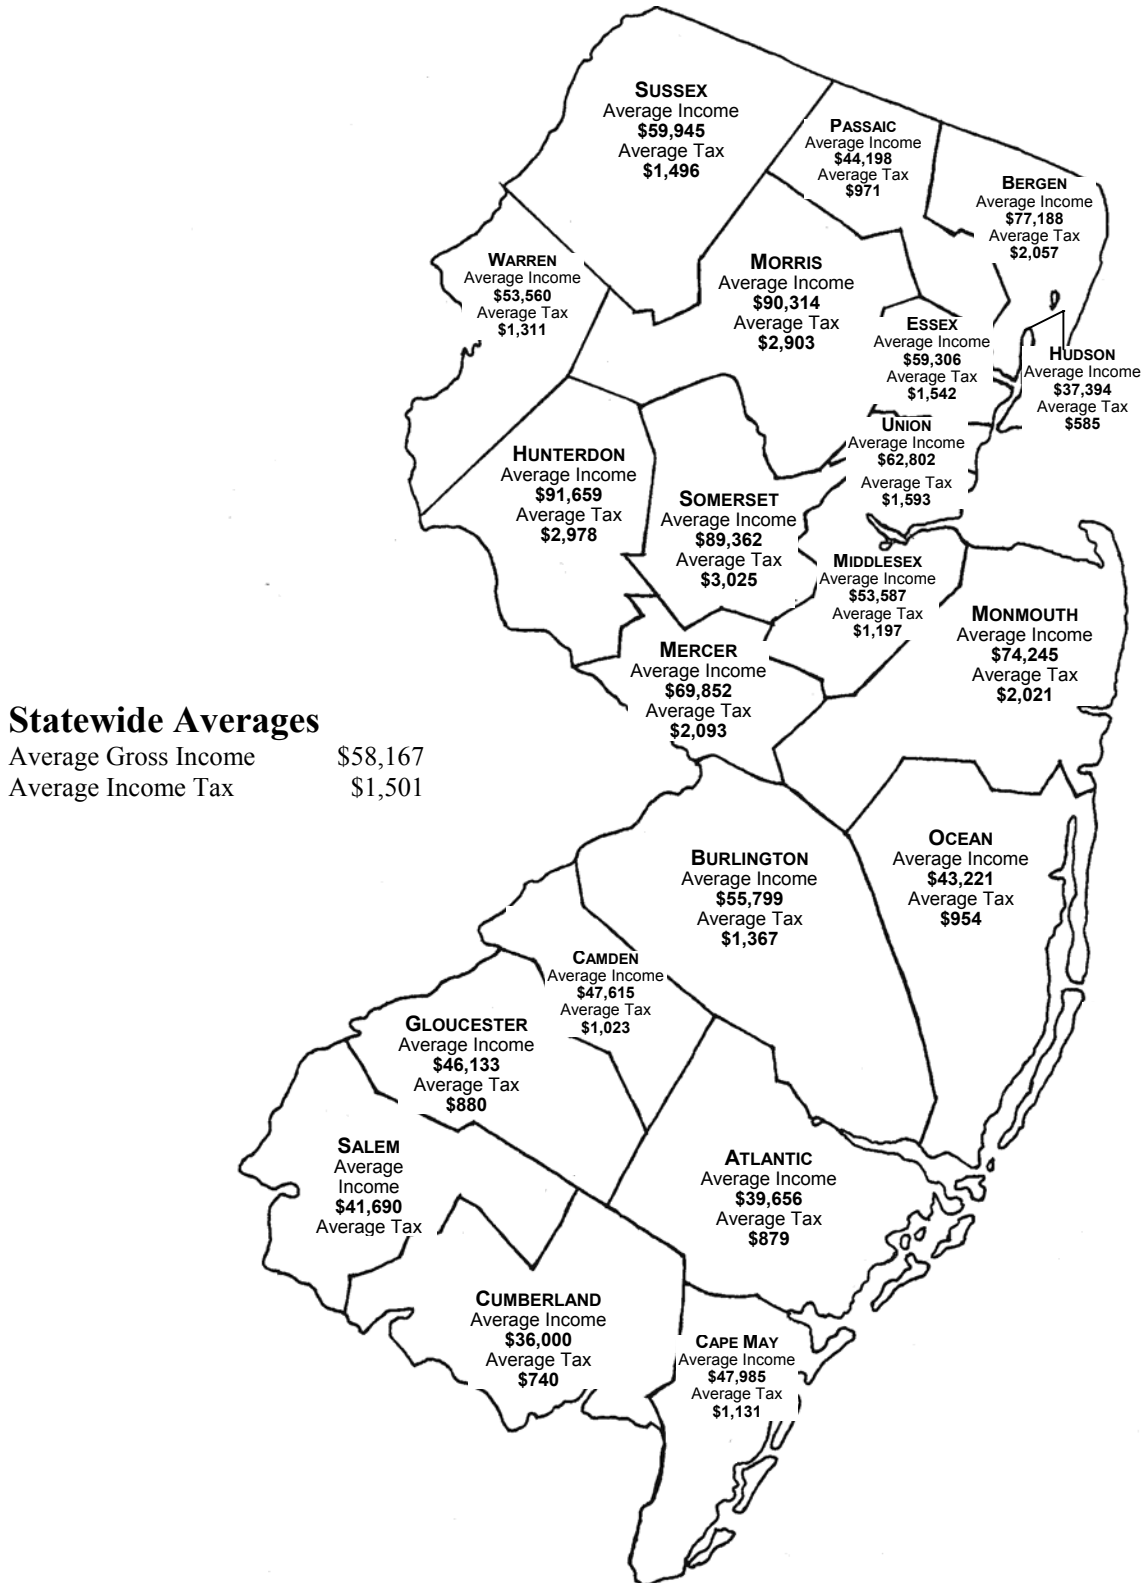 SUSSEX
Average Income
$59,945
Average Tax
$1,496
PASSAIC
Average Income
$44,198
Average Tax
$971
BERGEN
Average Income
$77,188
Average Tax
$2,057
WARREN
Average Income
$53,560
Average Tax
$1,311
MORRIS
Average Income
$90,314
Average Tax
$2,903
ESSEX
Average Income
$59,306
Average Tax
$1,542
HUDSON
Average Income
$37,394
Average Tax
$585
UNION
Average Income
$62,802
Average Tax
$1,593
HUNTERDON
Average Income
$91,659
Average Tax
$2,978
SOMERSET
Average Income
$89,362
Average Tax
$3,025
MIDDLESEX
Average Income
$53,587
Average Tax
$1,197
MONMOUTH
Average Income
$74,245
Average Tax
$2,021
MERCER
Average Income
$69,852
Average Tax
$2,093
Statewide Averages
Average Gross Income $58,167
Average Income Tax $1,501
OCEAN
Average Income
$43,221
Average Tax
$954
BURLINGTON
Average Income
$55,799
Average Tax
$1,367
CAMDEN
Average Income
$47,615
Average Tax
$1,023
GLOUCESTER
Average Income
$46,133
Average Tax
$880
SALEM
Average
Income
$41,690
Average Tax
ATLANTIC
Average Income
$39,656
Average Tax
$879
CUMBERLAND
Average Income
$36,000
Average Tax
$740
CAPE MAY
Average Income
$47,985
Average Tax
$1,131